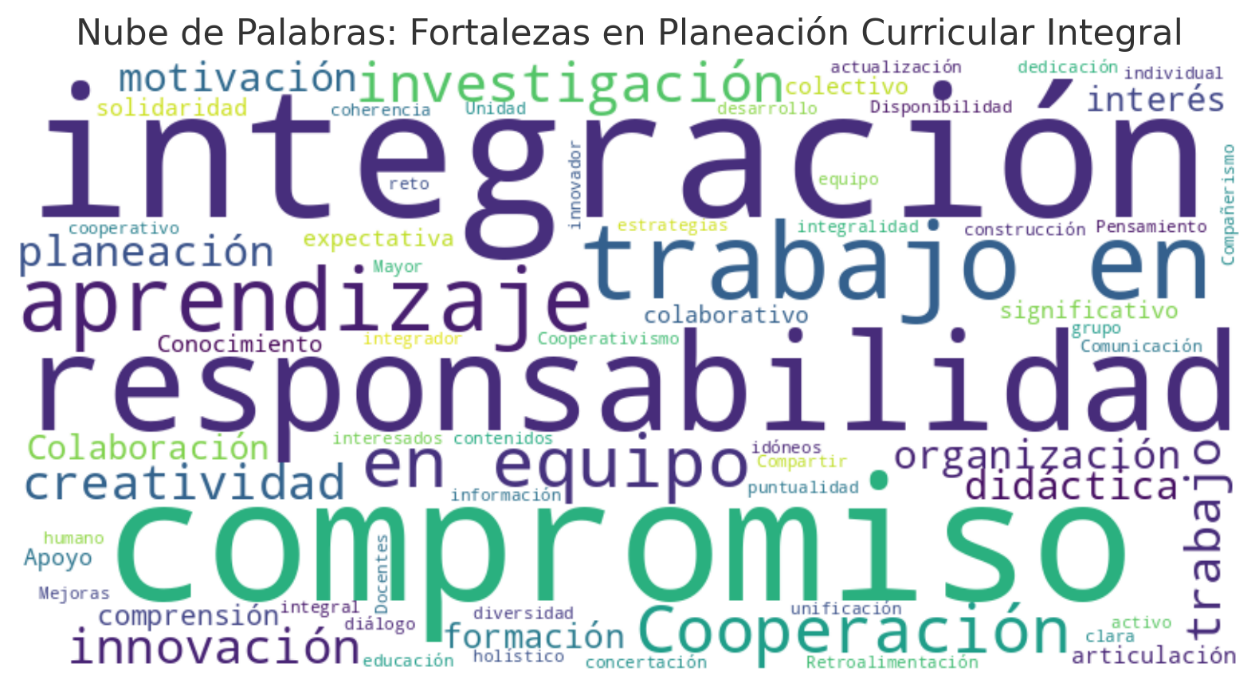 Nube de Palabras: Fortalezas en Planeación Curricular Integral
motivación
investigación
actualización
dedicación
individual
solidaridad
coherencia
Unidad
colectivo
desarrollo
Disponibilidad
interés
integración
reto
innovador
equipo
Compañerismo
cooperativo
planeación
expectativa
estrategias
integralidad
construcción
Pensamiento
trabajo en
Mayor
aprendizaje
colaborativo
significativo
grupo
Conocimiento
integrador
Cooperativismo
Comunicación
responsabilidad
Colaboración
interesados
contenidos
idóneos
Compartir
organización
creatividad
en equipo
información
puntualidad
didáctica
trabajo
compromiso
humano
Apoyo
Docentes
Mejoras
comprensión
integral
diálogo
diversidad
unificación
activo
innovación
formación
Cooperación
clara
educación
holístico
concertación
Retroalimentación
articulación